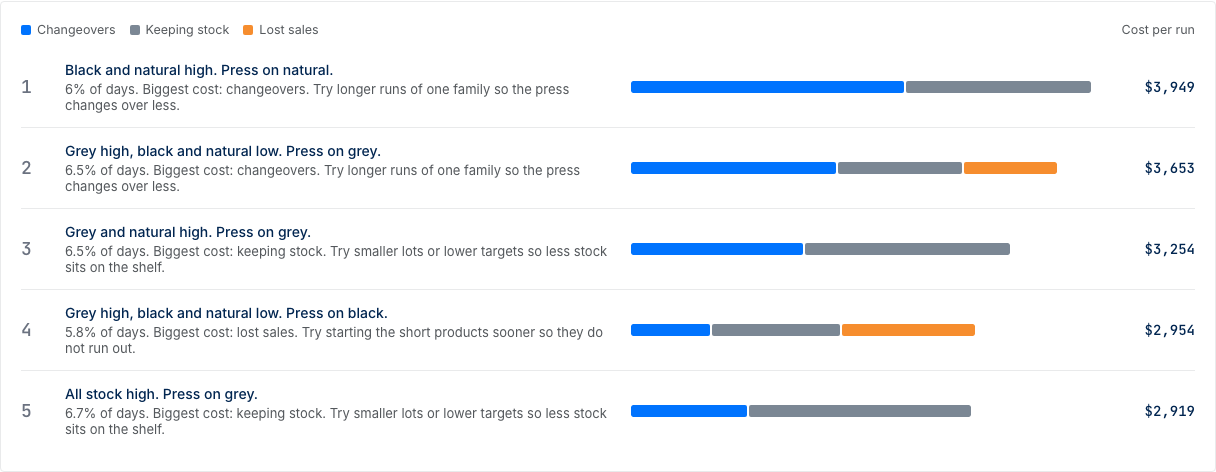 Changeovers Keeping stock Lost sales Cost per run
1
Black and natural high. Press on natural.
6% of days. Biggest cost: changeovers. Try longer runs of one family so the press
changes over less.
$3,949
2
Grey high, black and natural low. Press on grey.
6.5% of days. Biggest cost: changeovers. Try longer runs of one family so the press
changes over less.
$3,653
3
Grey and natural high. Press on grey.
6.5% of days. Biggest cost: keeping stock. Try smaller lots or lower targets so less stock
sits on the shelf.
$3,254
4
Grey high, black and natural low. Press on black.
5.8% of days. Biggest cost: lost sales. Try starting the short products sooner so they do
not run out.
$2,954
5
All stock high. Press on grey.
6.7% of days. Biggest cost: keeping stock. Try smaller lots or lower targets so less stock
sits on the shelf.
$2,919